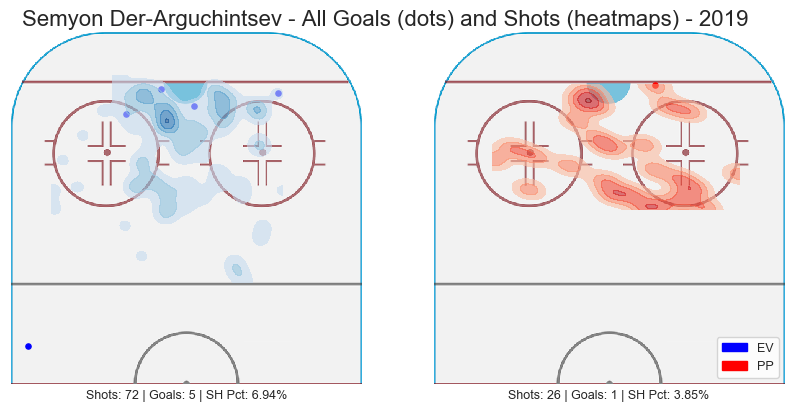 Semyon Der-Arguchintsev - All Goals (dots) and Shots (heatmaps) - 2019
EV
PP
Shots: 72 | Goals: 5 | SH Pct: 6.94%
Shots: 26 | Goals: 1 | SH Pct: 3.85%